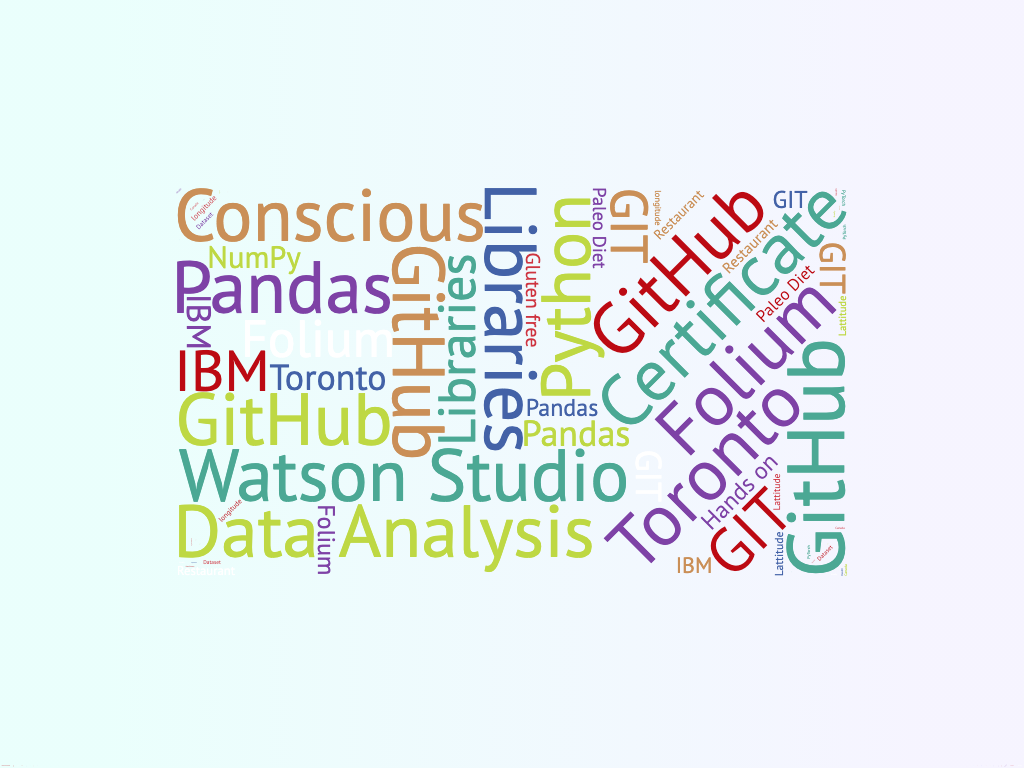 Conscious
NumPy
Pandas
IBM
Folium
IBM
Toronto
GitHub
GitHub
Libraries
Libraries
Gluten free
Python
Paleo Diet
GIT
longitude
Restaurant
Restaurant
GIT
GitHub
Certificate
Paleo Diet
GIT
Lattitude
Folium
Toronto
GitHub
Pandas
Pandas
GIT
Watson Studio
Data Analysis
Folium
longitude
longitude
Dataset
Dataset
Hands on
GIT
IBM
Lattitude
Lattitude
Dataset
Restaurant